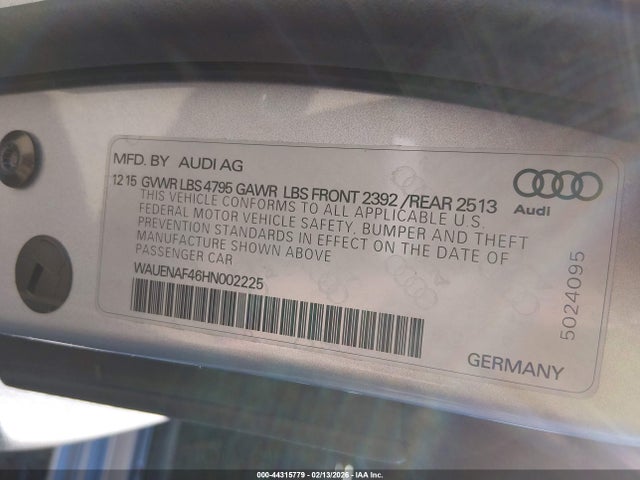 MFD. BY AUDI AG
12 15 GVWR LBS 4795 GAWR LBS FRONT 2392 / REAR 2513
THIS VEHICLE CONFORMS TO ALL APPLICABLE U.S.
FEDERAL MOTOR VEHICLE SAFETY, BUMPER AND THEFT
PREVENTION STANDARDS IN EFFECT ON THE DATE OF
MANUFACTURE SHOWN ABOVE
PASSENGER CAR
WAUENAF46HN002225
Audi
5024095
GERMANY
000-44315779 - 02/13/2026 - IAA Inc.